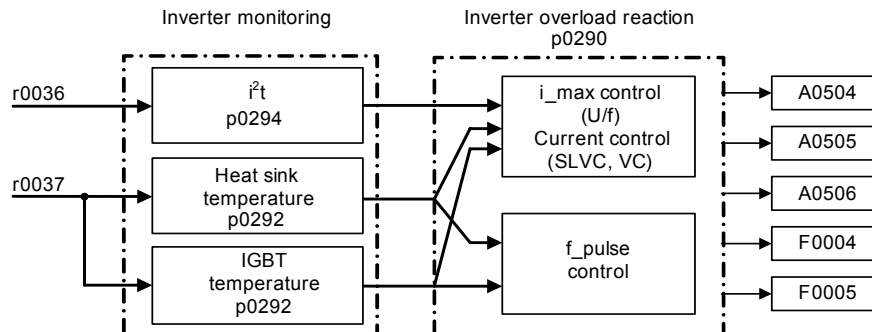 Inverter monitoring
Inverter overload reaction
p0290
r0036
i²t
p0294
r0037
Heat sink
temperature
p0292
IGBT
temperature
p0292
i_max control
(U/f)
Current control
(SLVC, VC)
f_pulse
control
A0504
A0505
A0506
F0004
F0005